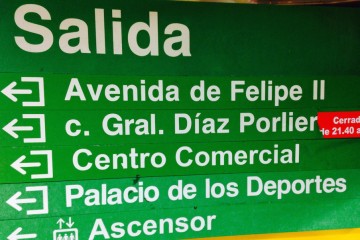 Salida
Avenida de Felipe II
c. Gral. Díaz Porlier
Cerrad
de 21.40 a
Centro Comercial
Palacio de los Deportes
Ascensor